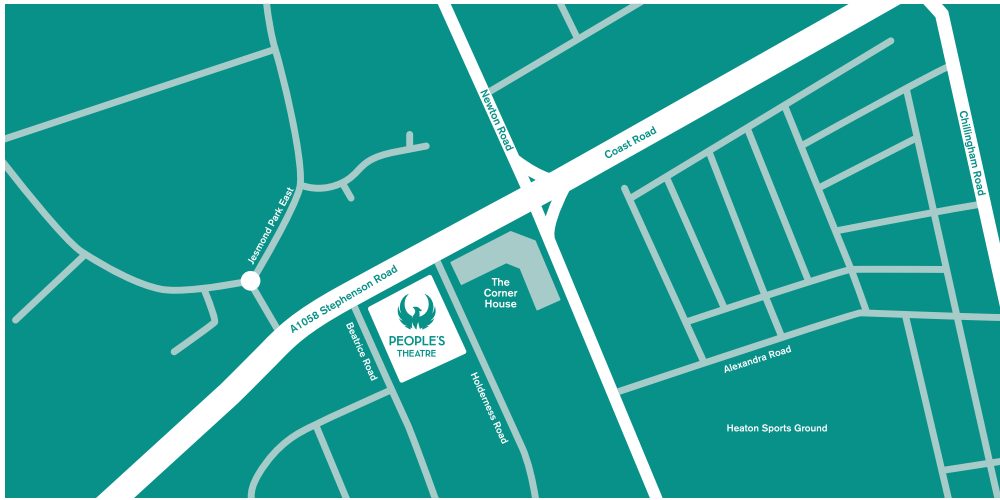 Newton Road
Coast Road
Chillingham Road
Jesmond Park East
A1058 Stephenson Road
The
Corner
House
PEOPLE'S
THEATRE
Beatrice Road
Holderness Road
Alexandra Road
Heaton Sports Ground